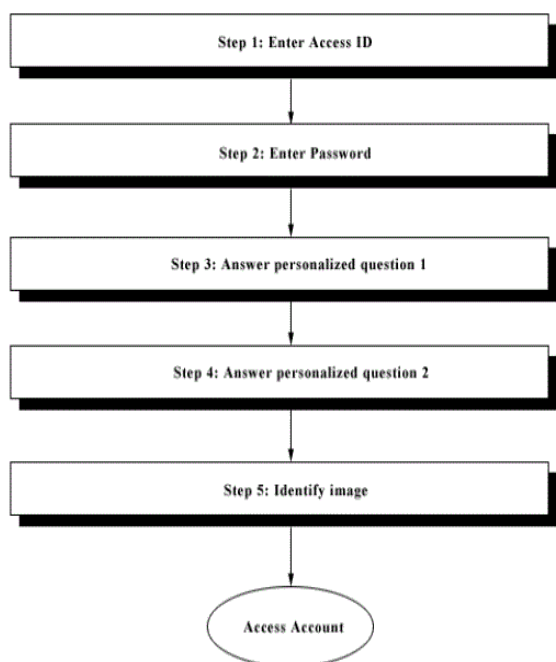 Step 1: Enter Access ID
Step 2: Enter Password
Step 3: Answer personalized question 1
Step 4: Answer personalized question 2
Step 5: Identify image
Access Account